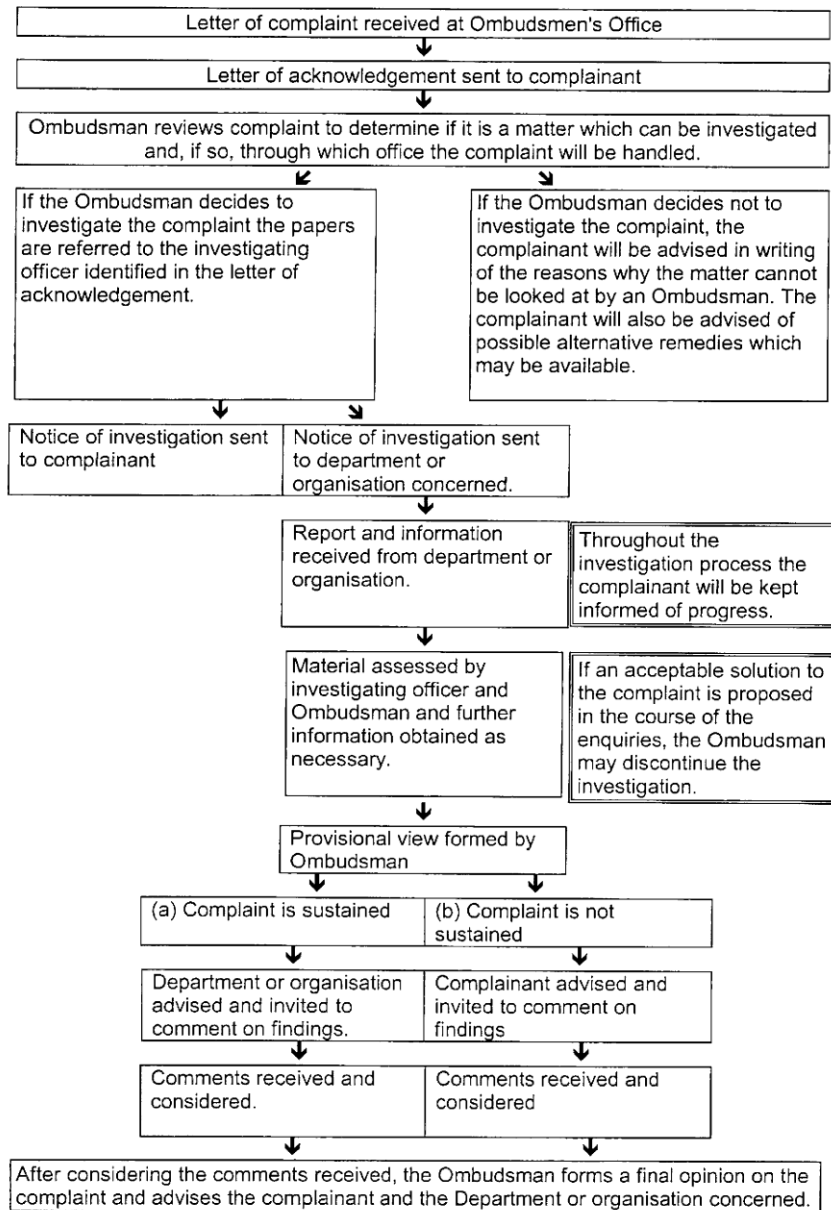 Letter of complaint received at Ombudsmen's Office
Letter of acknowledgement sent to complainant
Ombudsman reviews complaint to determine if it is a matter which can be investigated
and, if so, through which office the complaint will be handled.
If the Ombudsman decides to
investigate the complaint the papers
are referred to the investigating
officer identified in the letter of
acknowledgement.
If the Ombudsman decides not to
investigate the complaint, the
complainant will be advised in writing
of the reasons why the matter cannot
be looked at by an Ombudsman. The
complainant will also be advised of
possible alternative remedies which
may be available.
Notice of investigation sent
to complainant
Notice of investigation sent
to department or
organisation concerned.
Report and information
received from department or
organisation.
Throughout the
investigation process the
complainant will be kept
informed of progress.
Material assessed by
investigating officer and
Ombudsman and further
information obtained as
necessary.
If an acceptable solution to
the complaint is proposed
in the course of the
enquiries, the Ombudsman
may discontinue the
investigation.
Provisional view formed by
Ombudsman
(a) Complaint is sustained
(b) Complaint is not
sustained
Department or organisation
advised and invited to
comment on findings.
Complainant advised and
invited to comment on
findings
Comments received and
considered.
Comments received and
considered
After considering the comments received, the Ombudsman forms a final opinion on the
complaint and advises the complainant and the Department or organisation concerned.